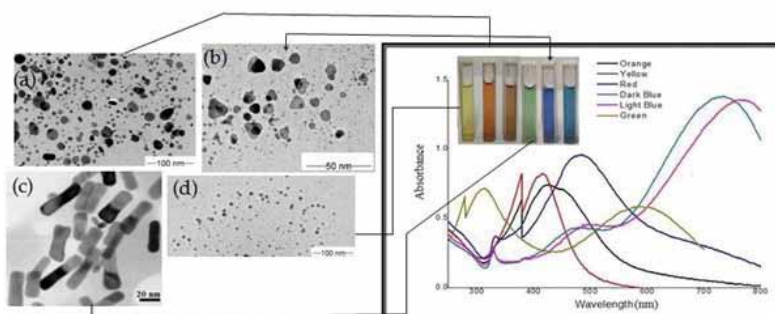 (a)
100 nm
(b)
50 nm
(c)
20 nm
(d)
100 nm
Orange
Yellow
Red
Dark Blue
Light Blue
Green
Absorbance
1.5
1.0
0.5
0.0
300
400
500
600
700
800
Wavelength(nm)